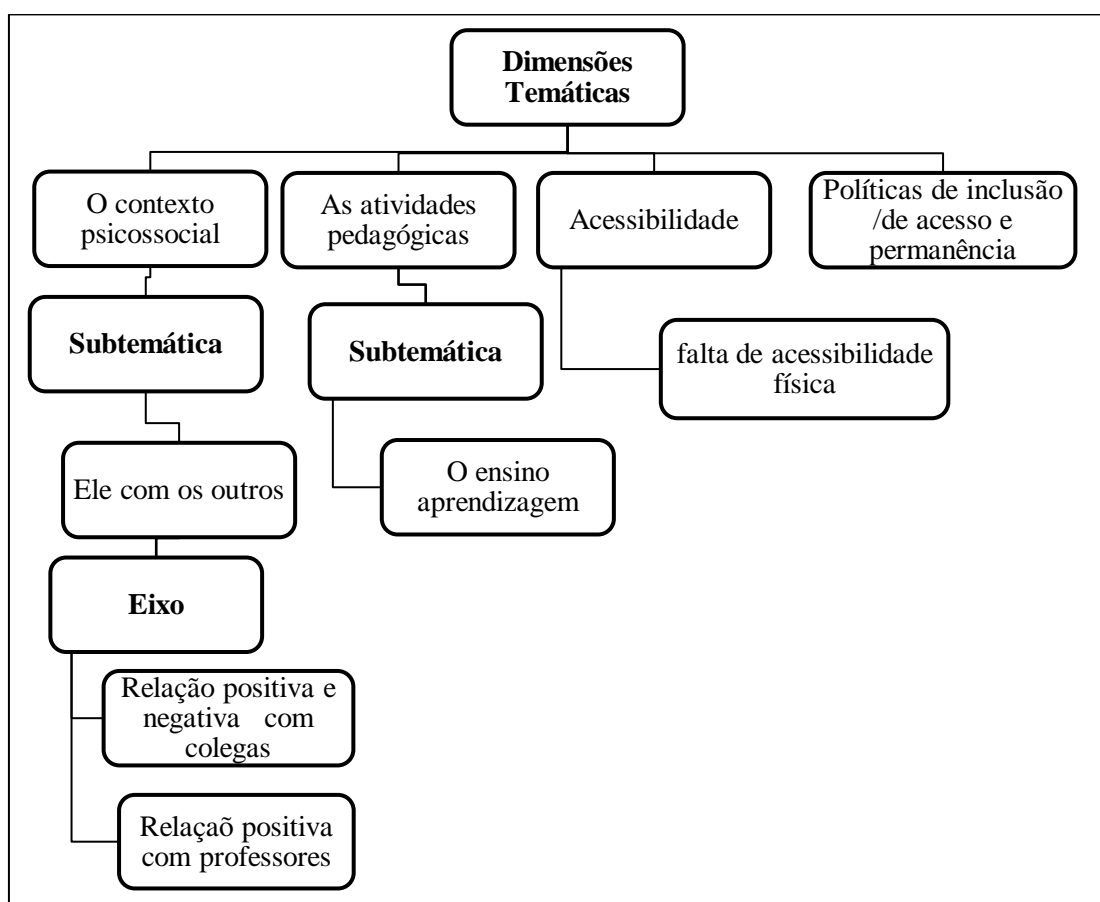 Dimensões
Temáticas
O contexto
psicossocial
As atividades
pedagógicas
Acessibilidade
Políticas de inclusão
/de acesso e
permanência
Subtemática
Subtemática
falta de acessibilidade
física
Ele com os outros
O ensino
aprendizagem
Eixo
Relação positiva e
negativa com
colegas
Relaçaõ positiva
com professores